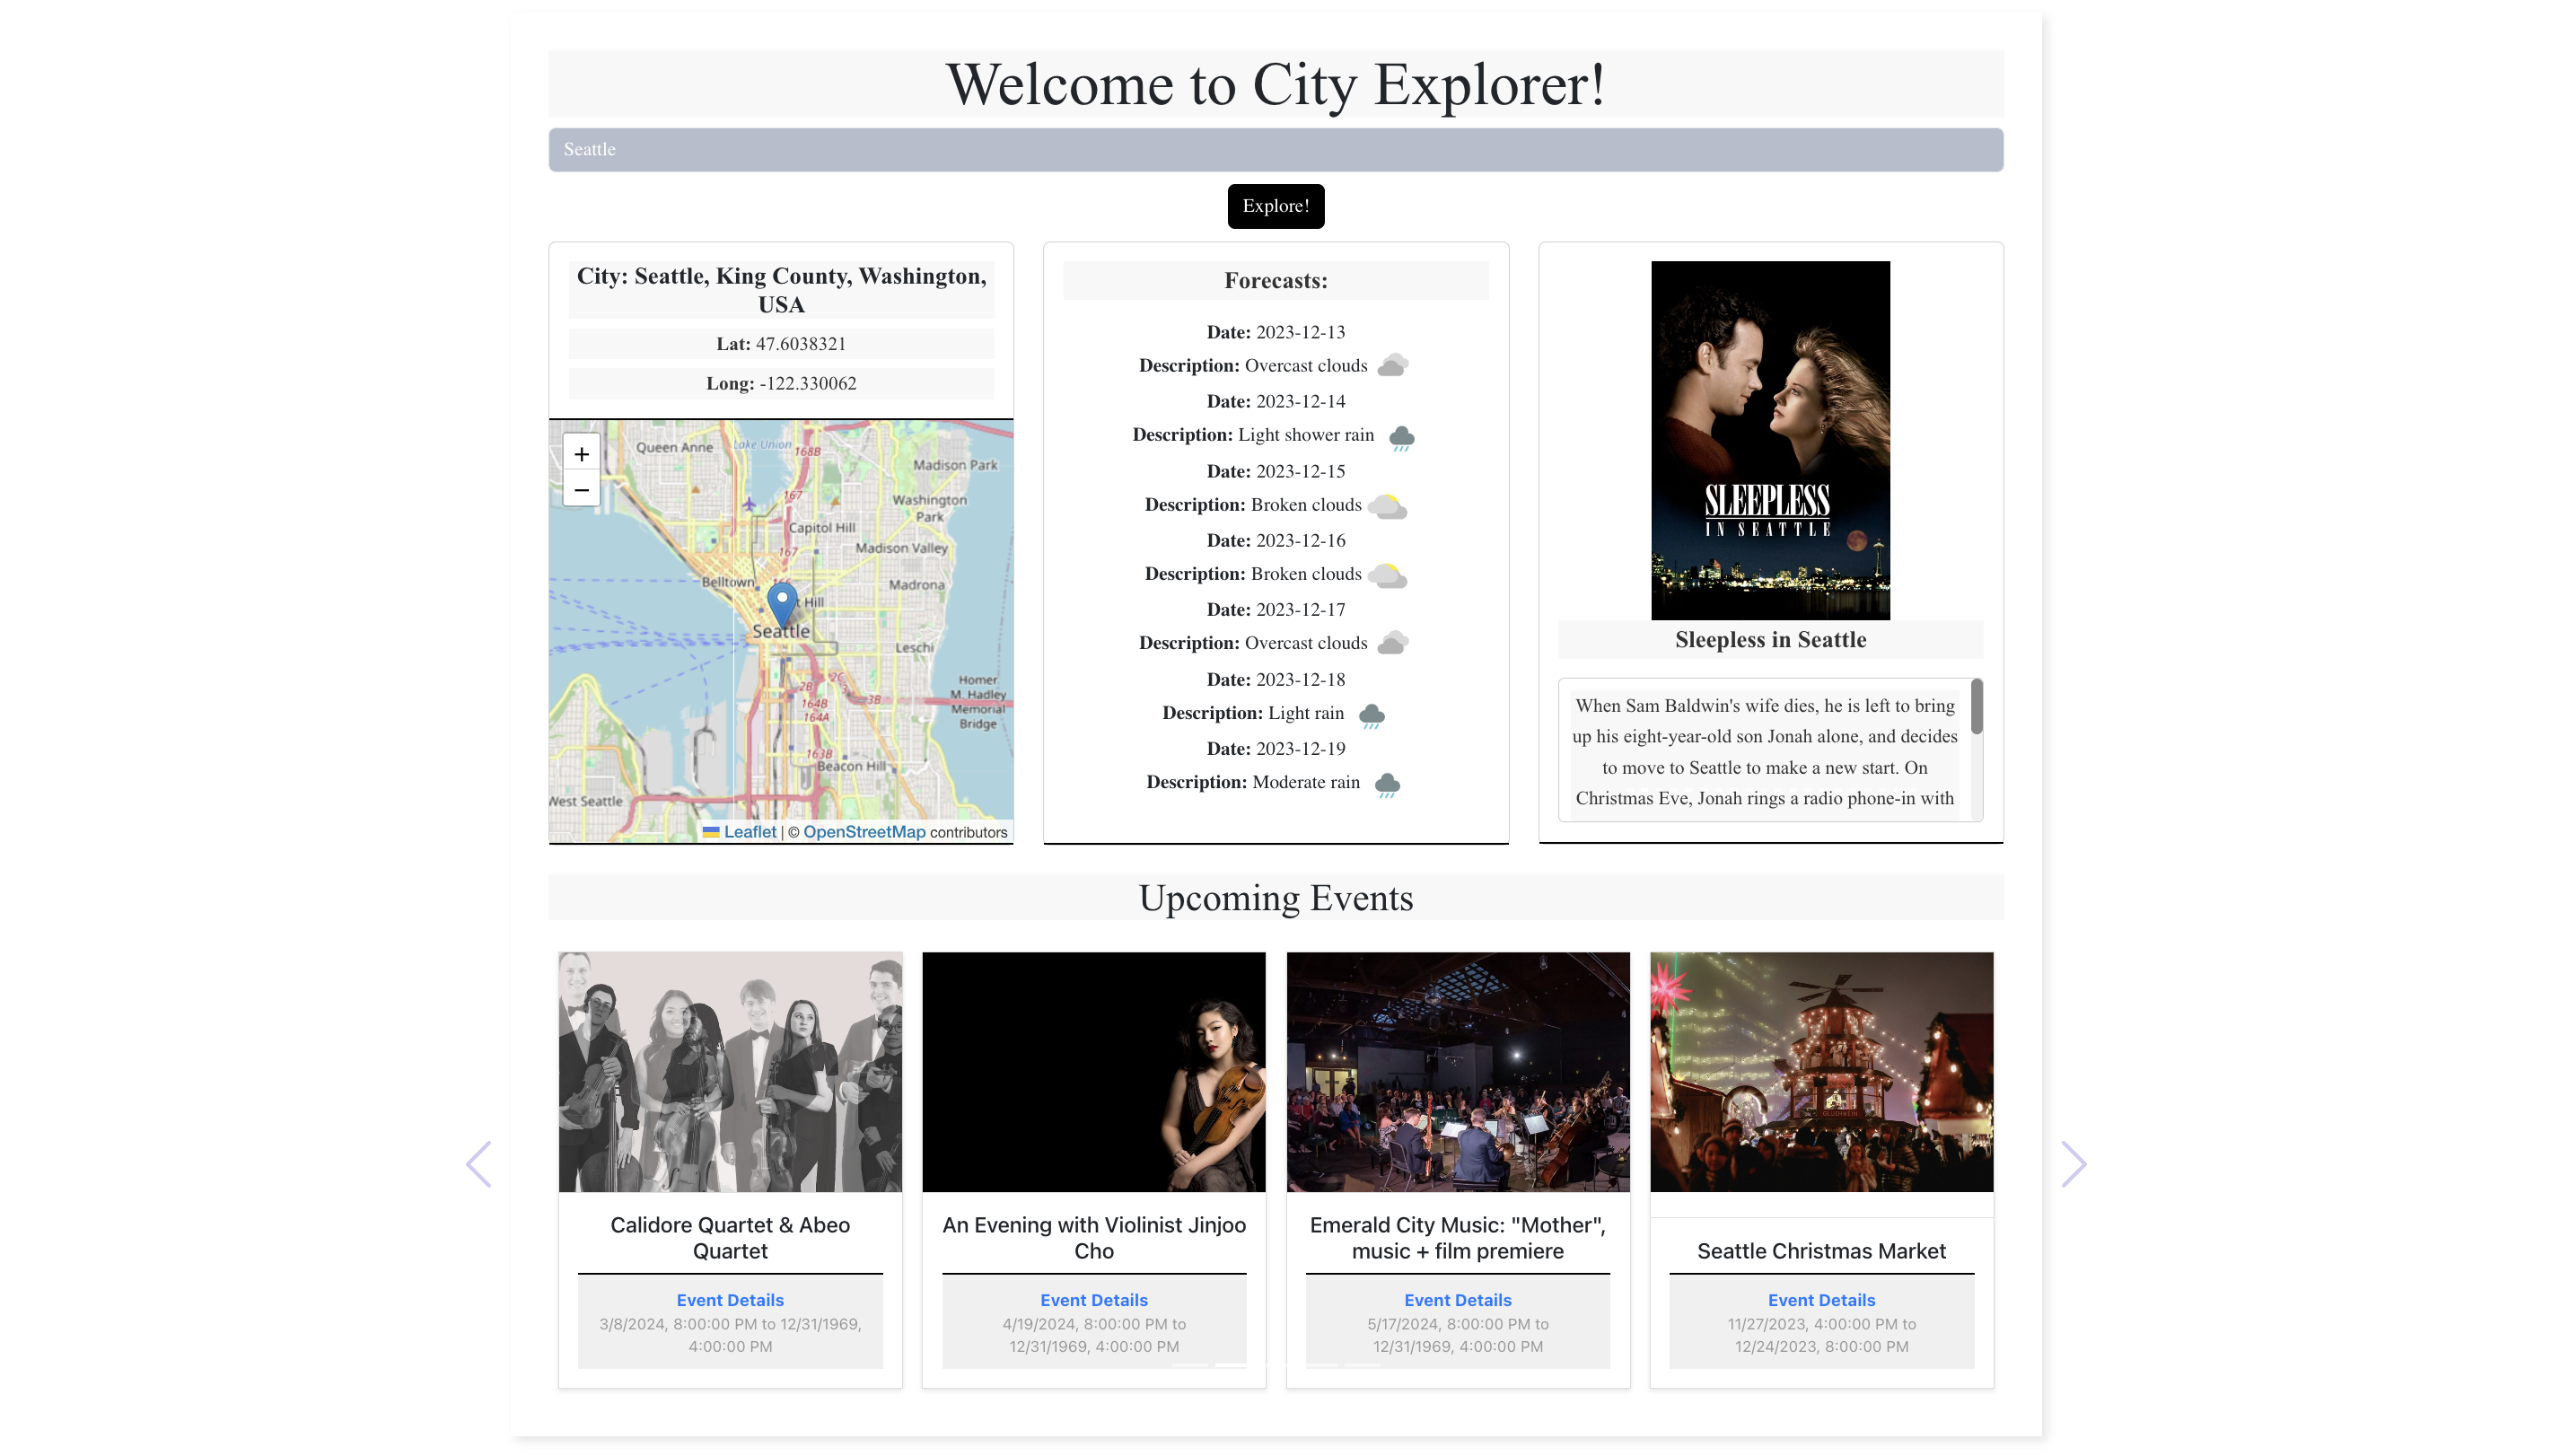 Welcome to City Explorer!
Seattle
Explore!
City: Seattle, King County, Washington,
USA
Lat: 47.6038321
Long: -122.330062
+
−
Queen Anne
Lake Union
168B
Madison Park
167
Washington
Park
Capitol Hill
167
Madison Valley
Belltown
166
Madrona
t Hill
Seattle
Leschi
Homer
M. Hadley
Memorial
Bridge
2B
2C
3B
164B
164A
163B
Beacon Hill
West Seattle
Leaflet | © OpenStreetMap contributors
Forecasts:
Date: 2023-12-13
Description: Overcast clouds
Date: 2023-12-14
Description: Light shower rain
Date: 2023-12-15
Description: Broken clouds
Date: 2023-12-16
Description: Broken clouds
Date: 2023-12-17
Description: Overcast clouds
Date: 2023-12-18
Description: Light rain
Date: 2023-12-19
Description: Moderate rain
SLEEPLESS
IN SEATTLE
Sleepless in Seattle
When Sam Baldwin's wife dies, he is left to bring
up his eight-year-old son Jonah alone, and decides
to move to Seattle to make a new start. On
Christmas Eve, Jonah rings a radio phone-in with
Upcoming Events
Calidore Quartet & Abeo
Quartet
Event Details
3/8/2024, 8:00:00 PM to 12/31/1969,
4:00:00 PM
An Evening with Violinist Jinjoo
Cho
Event Details
4/19/2024, 8:00:00 PM to
12/31/1969, 4:00:00 PM
Emerald City Music: "Mother",
music + film premiere
Event Details
5/17/2024, 8:00:00 PM to
12/31/1969, 4:00:00 PM
GLÜHWEIN
Seattle Christmas Market
Event Details
11/27/2023, 4:00:00 PM to
12/24/2023, 8:00:00 PM